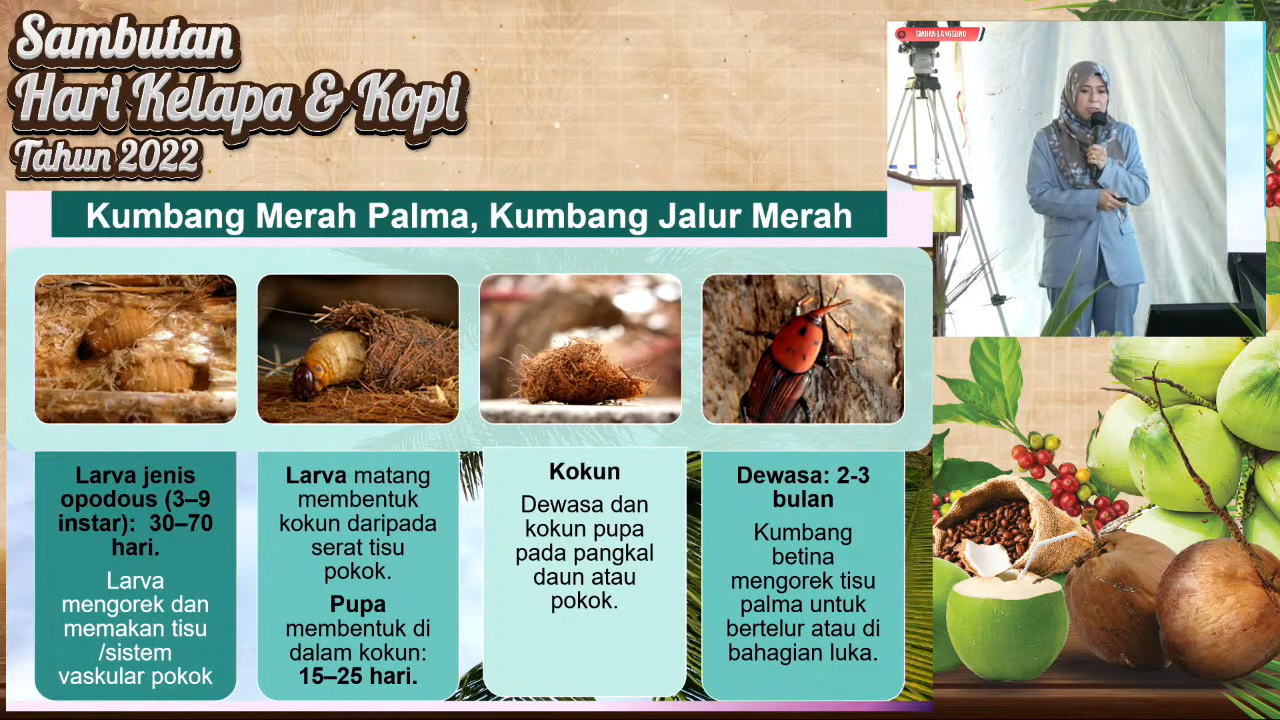 Sambutan
Hari Kelapa & Kopi
Tahun 2022
SIARAN LANGSUNG
Kumbang Merah Palma, Kumbang Jalur Merah
Larva jenis
opodous (3–9
instar): 30–70
hari.
Larva
mengorek dan
memakan tisu
/sistem
vaskular pokok
Larva matang
membentuk
kokun daripada
serat tisu
pokok.
Pupa
membentuk di
dalam kokun:
15–25 hari.
Kokun
Dewasa dan
kokun pupa
pada pangkal
daun atau
pokok.
Dewasa: 2-3
bulan
Kumbang
betina
mengorek tisu
palma untuk
bertelur atau di
bahagian luka.